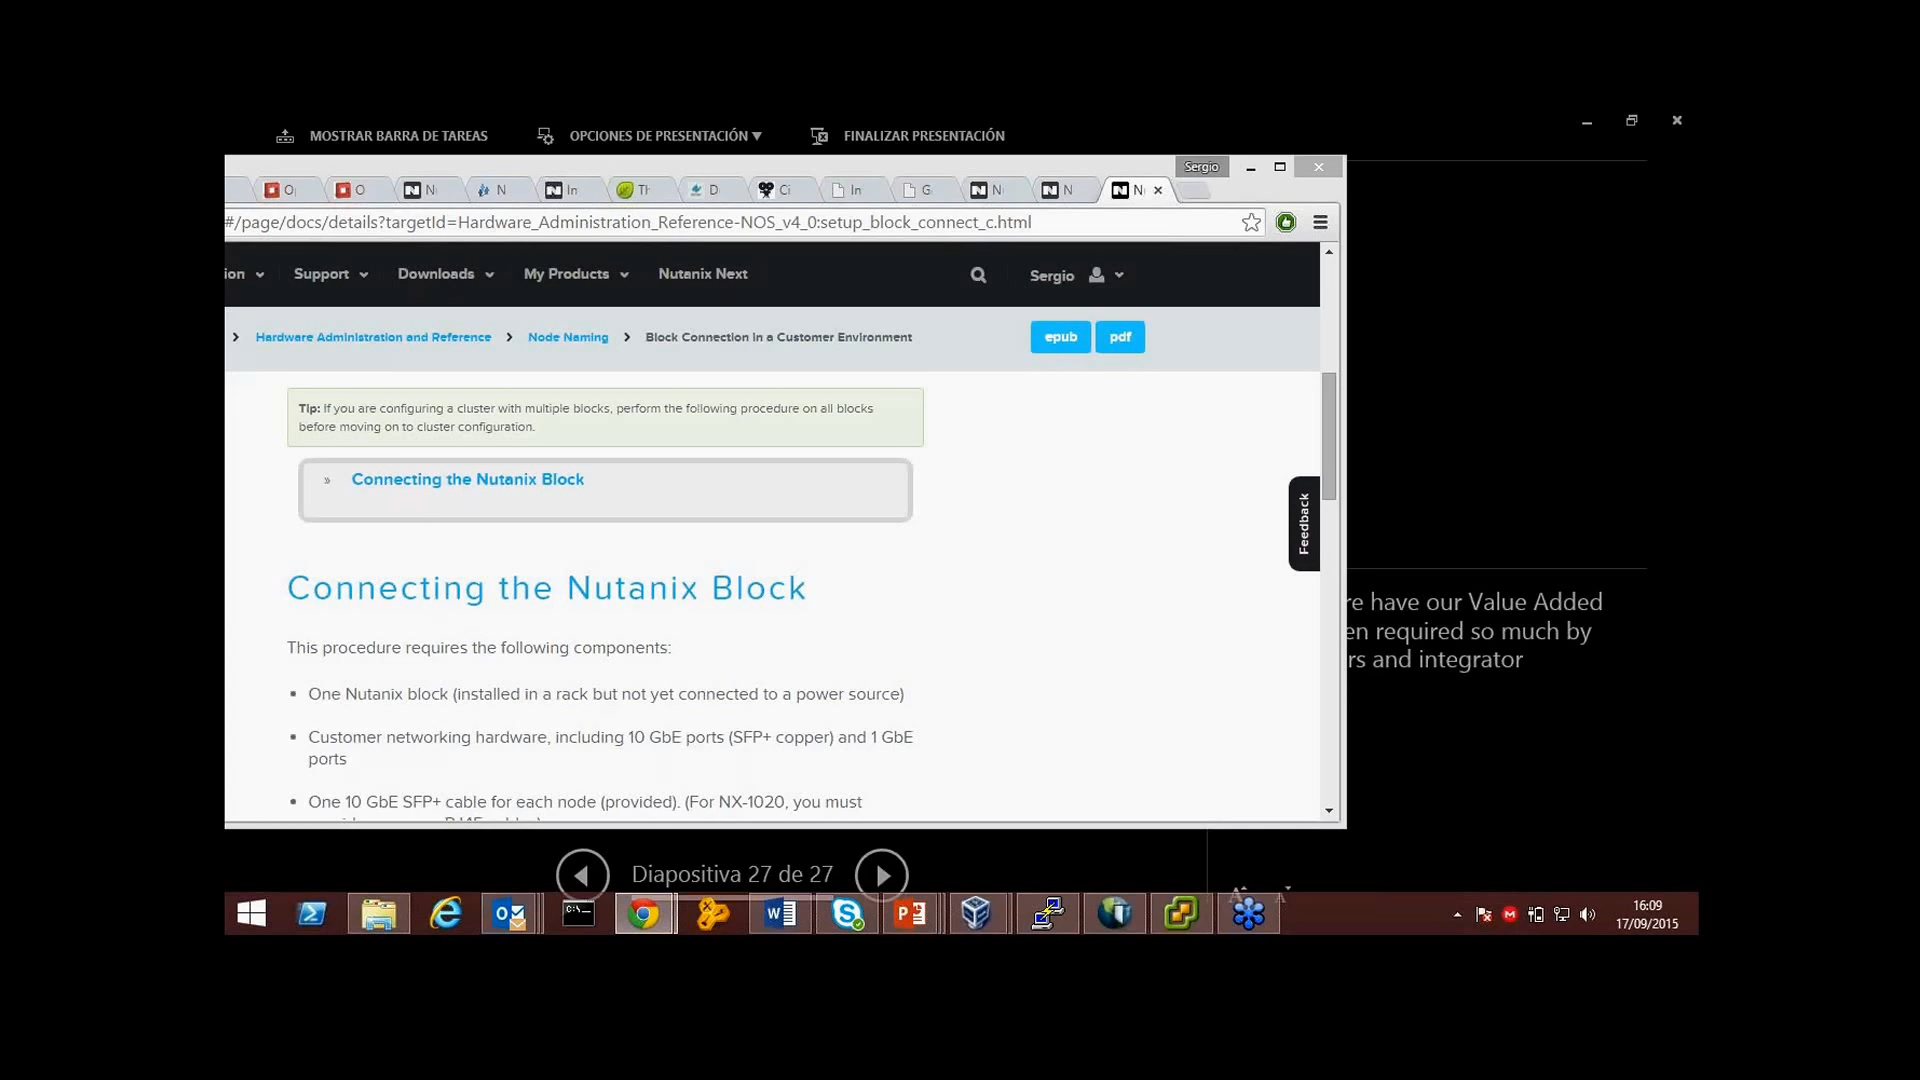 MOSTRAR BARRA DE TAREAS
OPCIONES DE PRESENTACIÓN
FINALIZAR PRESENTACIÓN
Sergio
O
O
N
N
In
Th
D
Ci
In
G
N
N
N
#/page/docs/details?targetId=Hardware_Administration_Reference-NOS_v4_0:setup_block_connect_c.html
ion
Support
Downloads
My Products
Nutanix Next
Sergio
Hardware Administration and Reference
Node Naming
Block Connection in a Customer Environment
epub
pdf
Tip: If you are configuring a cluster with multiple blocks, perform the following procedure on all blocks
before moving on to cluster configuration.
» Connecting the Nutanix Block
Feedback
Connecting the Nutanix Block
This procedure requires the following components:
▪ One Nutanix block (installed in a rack but not yet connected to a power source)
▪ Customer networking hardware, including 10 GbE ports (SFP+ copper) and 1 GbE
ports
▪ One 10 GbE SFP+ cable for each node (provided). (For NX-1020, you must
re have our Value Added
en required so much by
rs and integrator
Diapositiva 27 de 27
16:09
17/09/2015